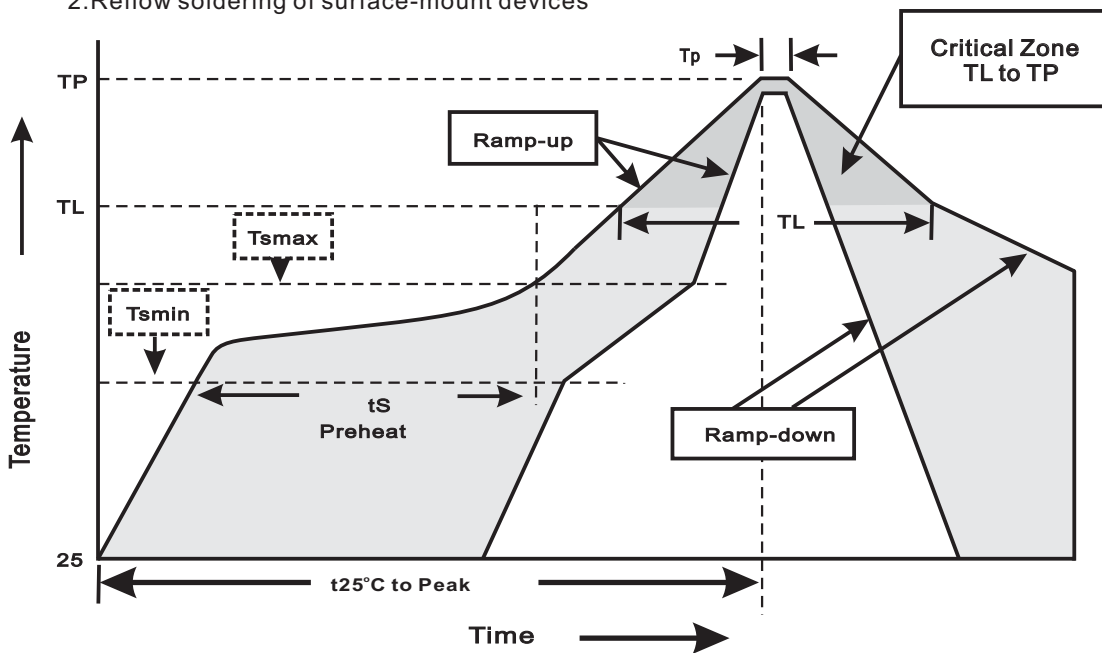 2.Reflow soldering of surface-mount devices
Tp
Critical Zone
TL to TP
TP
Ramp-up
TL
TL
Tsmax
Tsmin
tS
Preheat
Ramp-down
Temperature
25
t25°C to Peak
Time